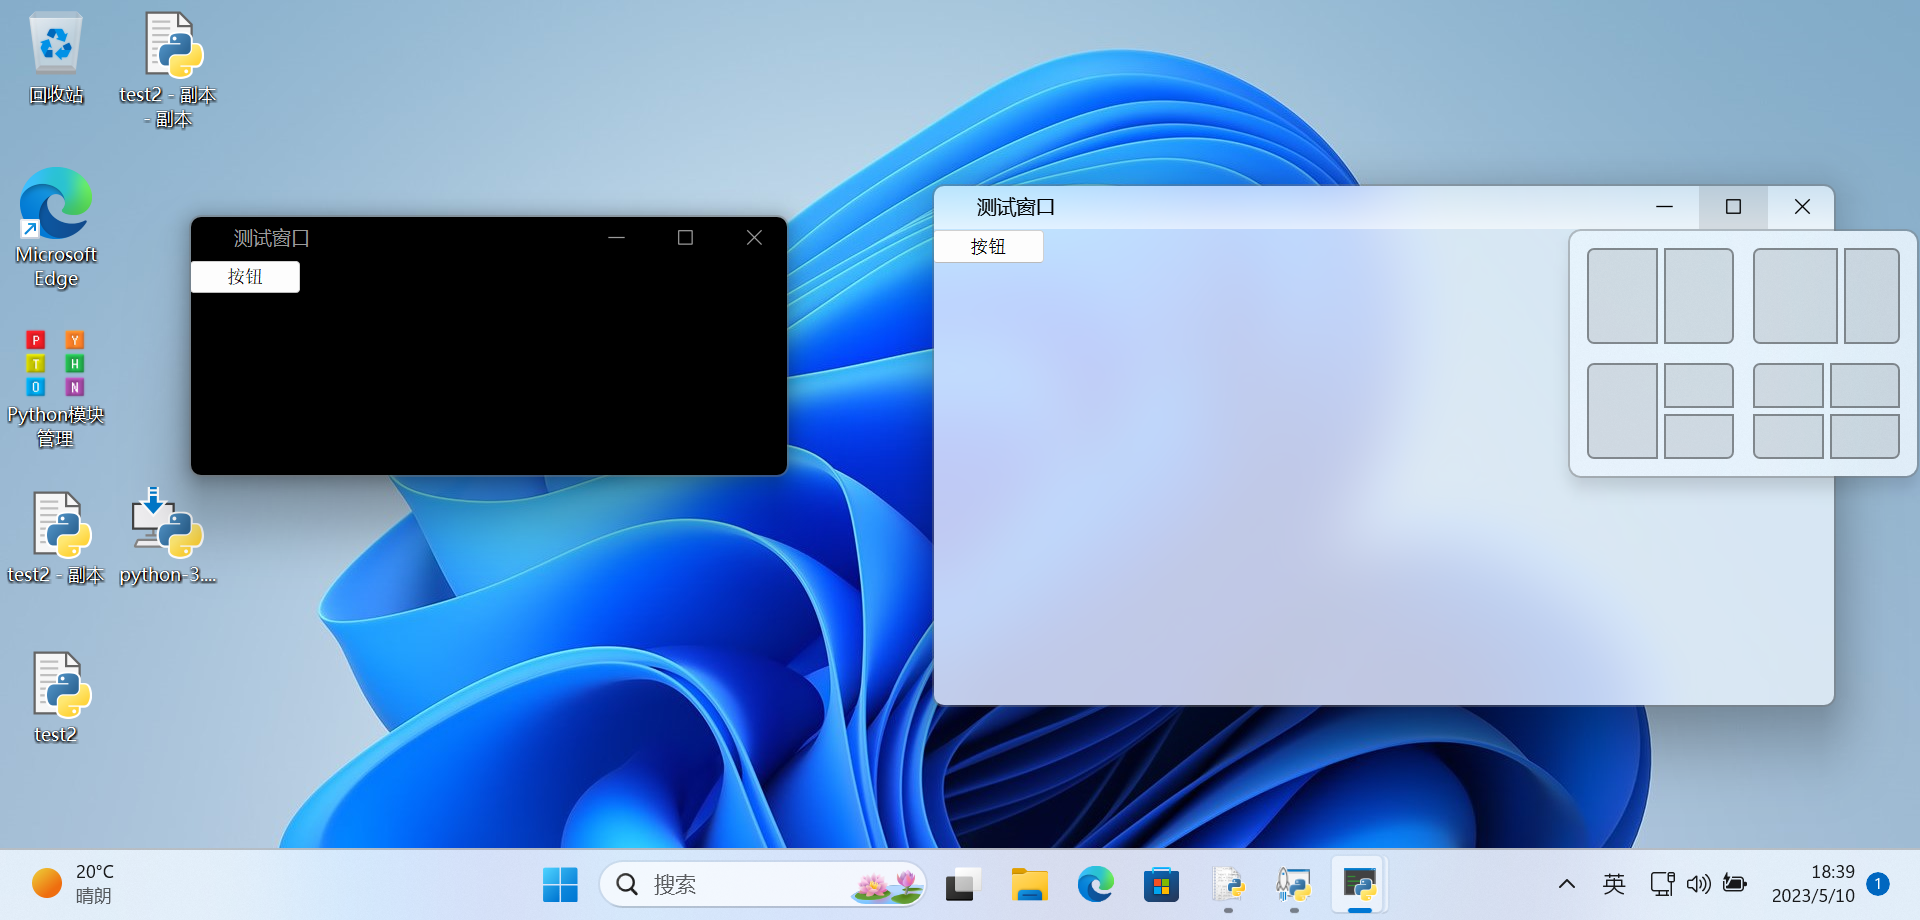 回收站
test2 - 副本
- 副本
Microsoft
Edge
P Y
T H
O N
Python模块
管理
test2 - 副本
python-3....
test2
测试窗口
按钮
测试窗口
按钮
20°C
晴朗
搜索
英
18:39
2023/5/10
1